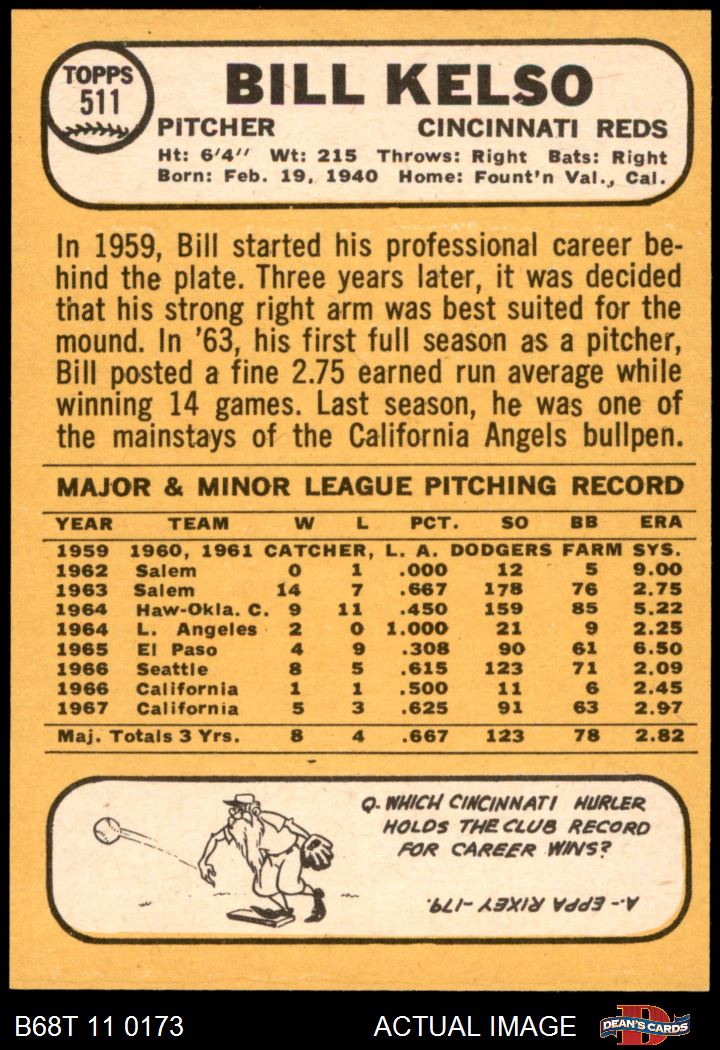 TOPPS
511
BILL KELSO
PITCHER CINCINNATI REDS
Ht: 6'4" Wt: 215 Throws: Right Bats: Right
Born: Feb. 19, 1940 Home: Fount'n Val., Cal.
In 1959, Bill started his professional career be-
hind the plate. Three years later, it was decided
that his strong right arm was best suited for the
mound. In '63, his first full season as a pitcher,
Bill posted a fine 2.75 earned run average while
winning 14 games. Last season, he was one of
the mainstays of the California Angels bullpen.
MAJOR & MINOR LEAGUE PITCHING RECORD
YEAR TEAM W L PCT. SO BB ERA
1959 1960, 1961 CATCHER, L. A. DODGERS FARM SYS.
1962 Salem 0 1 .000 12 5 9.00
1963 Salem 14 7 .667 178 76 2.75
1964 Haw-Okla. C. 9 11 .450 159 85 5.22
1964 L. Angeles 2 0 1.000 21 9 2.25
1965 El Paso 4 9 .308 90 61 6.50
1966 Seattle 8 5 .615 123 71 2.09
1966 California 1 1 .500 11 6 2.45
1967 California 5 3 .625 91 63 2.97
Maj. Totals 3 Yrs. 8 4 .667 123 78 2.82
Q. WHICH CINCINNATI HURLER
HOLDS THE CLUB RECORD
FOR CAREER WINS?
A.- EPPA RIXEY -179.
B68T 11 0173 ACTUAL IMAGE D DEAN'S CARDS